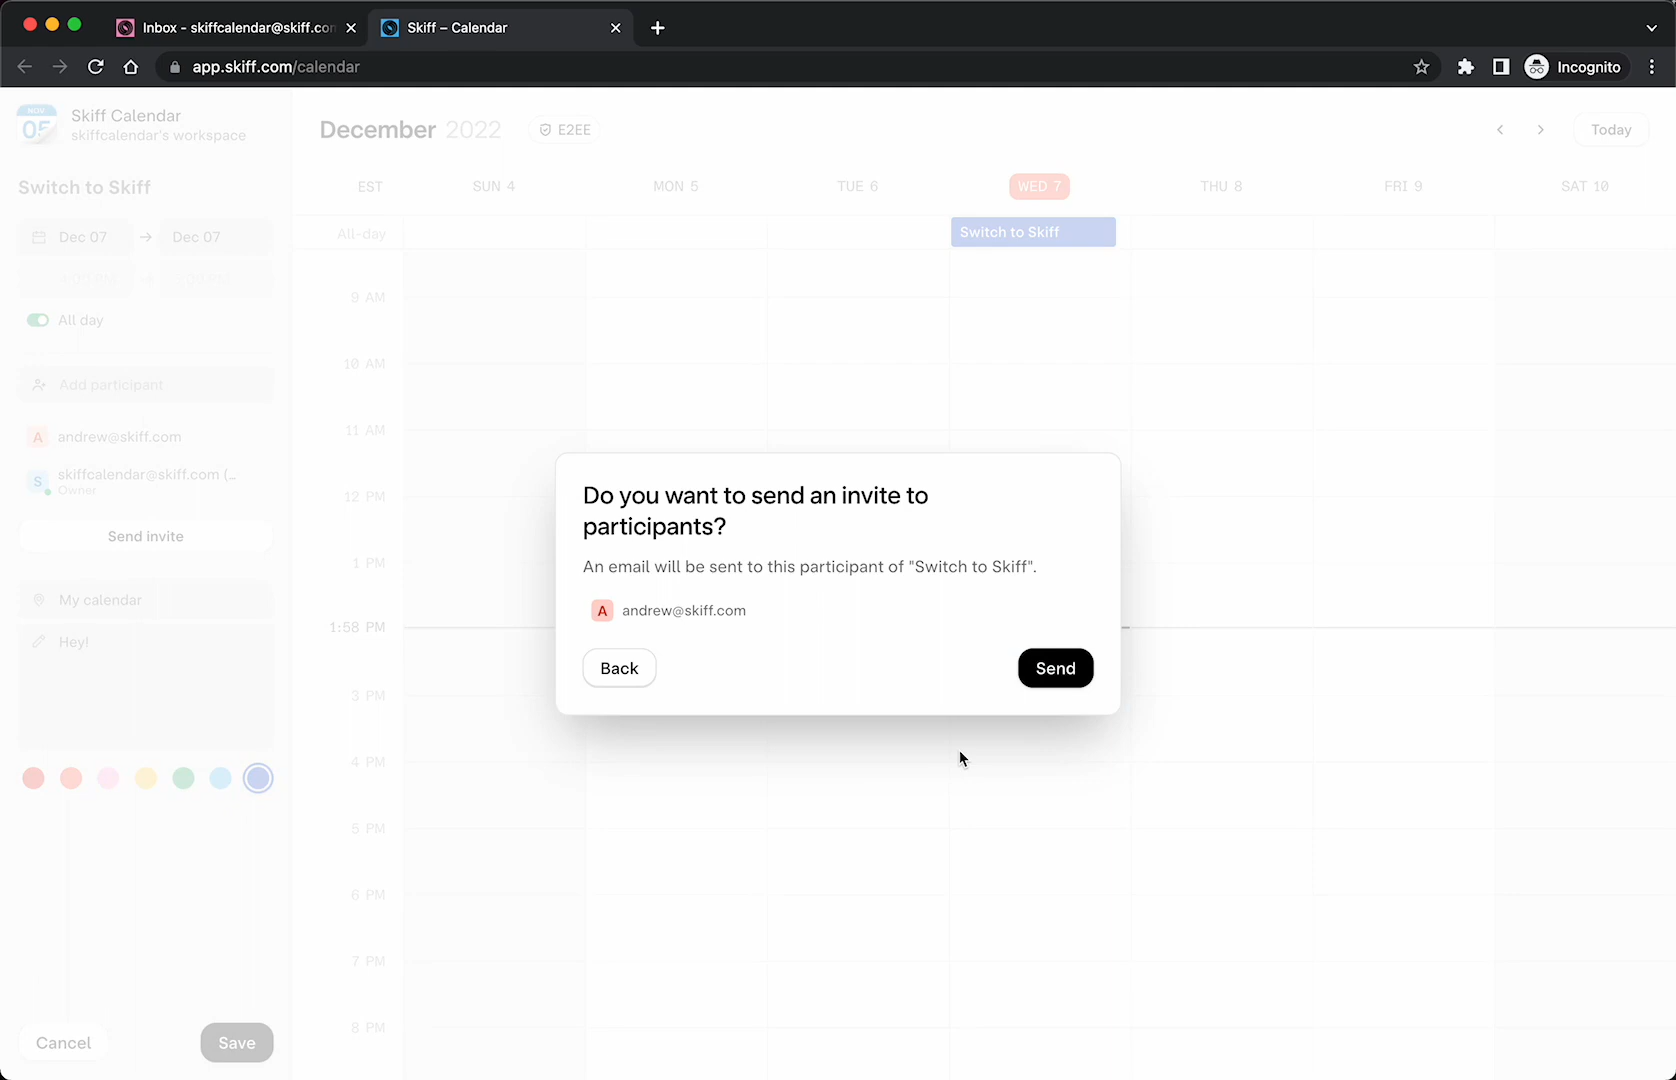 Inbox - skiffcalendar@skiff.con
Skiff – Calendar
app.skiff.com/calendar
Incognito
NOV
05
Skiff Calendar
skiffcalendar's workspace
December 2022
E2EE
Today
Switch to Skiff
EST
SUN 4
MON 5
TUE 6
WED 7
THU 8
FRI 9
SAT 10
Dec 07
Dec 07
All-day
Switch to Skiff
All day
Add participant
A
andrew@skiff.com
S
skiffcalendar@skiff.com (...
Owner
Send invite
My calendar
Hey!
9 AM
10 AM
11 AM
12 PM
1 PM
1:58 PM
3 PM
4 PM
5 PM
6 PM
7 PM
8 PM
Do you want to send an invite to
participants?
An email will be sent to this participant of "Switch to Skiff".
A
andrew@skiff.com
Back
Send
Cancel
Save